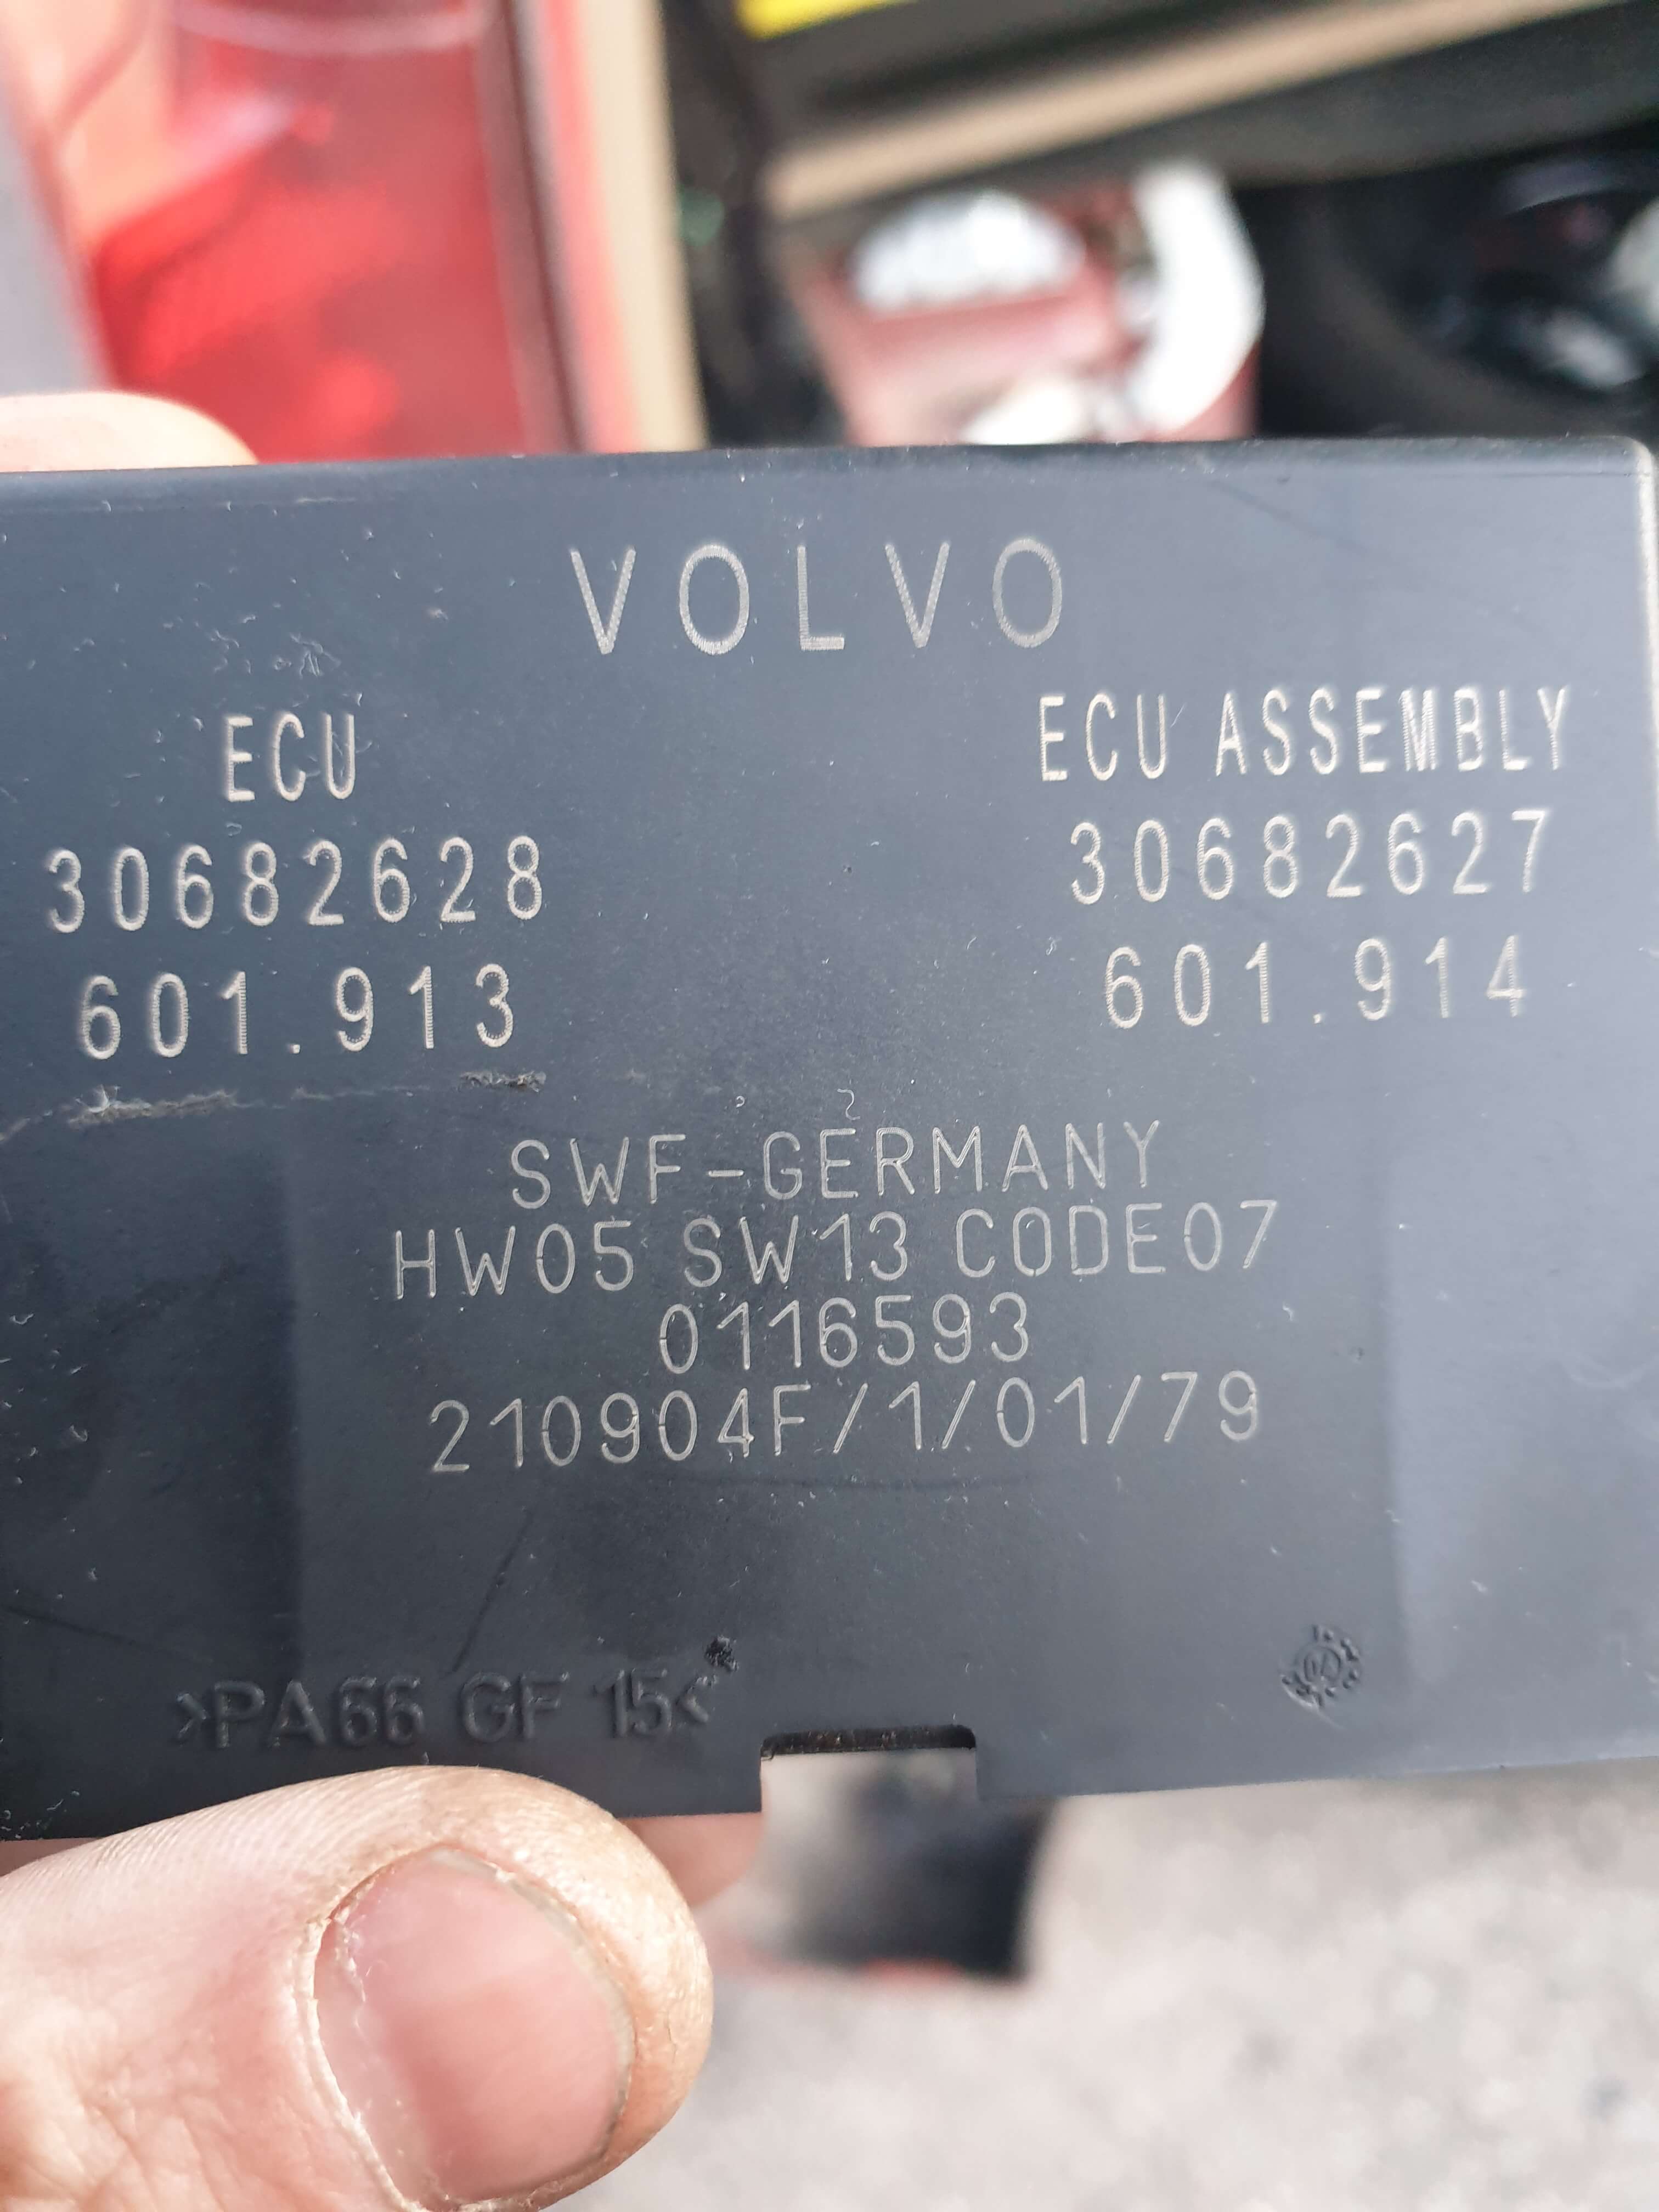 VOLVO
ECU
30682628
601.913
ECU ASSEMBLY
30682627
601.914
SWF-GERMANY
HW05 SW13 CODE07
0116593
210904F/1/01/79
>PA66 GF 15<